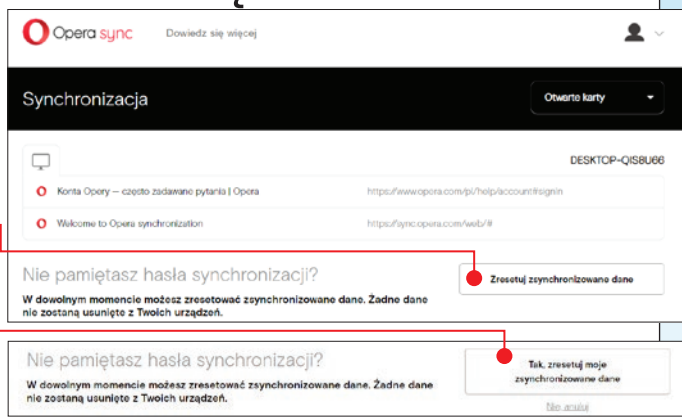 Opera sync Dowiedz się więcej
Synchronizacja Otwarte karty
DESKTOP-QIS8U66
Konta Opery – często zadawane pytania | Opera https://www.opera.com/pl/help/account#signin
Welcome to Opera synchronization https://sync.opera.com/web/#
Nie pamiętasz hasła synchronizacji?
Zresetuj zsynchronizowane dane
W dowolnym momencie możesz zresetować zsynchronizowane dane. Żadne dane
nie zostaną usunięte z Twoich urządzeń.
Nie pamiętasz hasła synchronizacji?
Tak, zresetuj moje
zsynchronizowane dane
W dowolnym momencie możesz zresetować zsynchronizowane dane. Żadne dane
nie zostaną usunięte z Twoich urządzeń.
Nie, anuluj